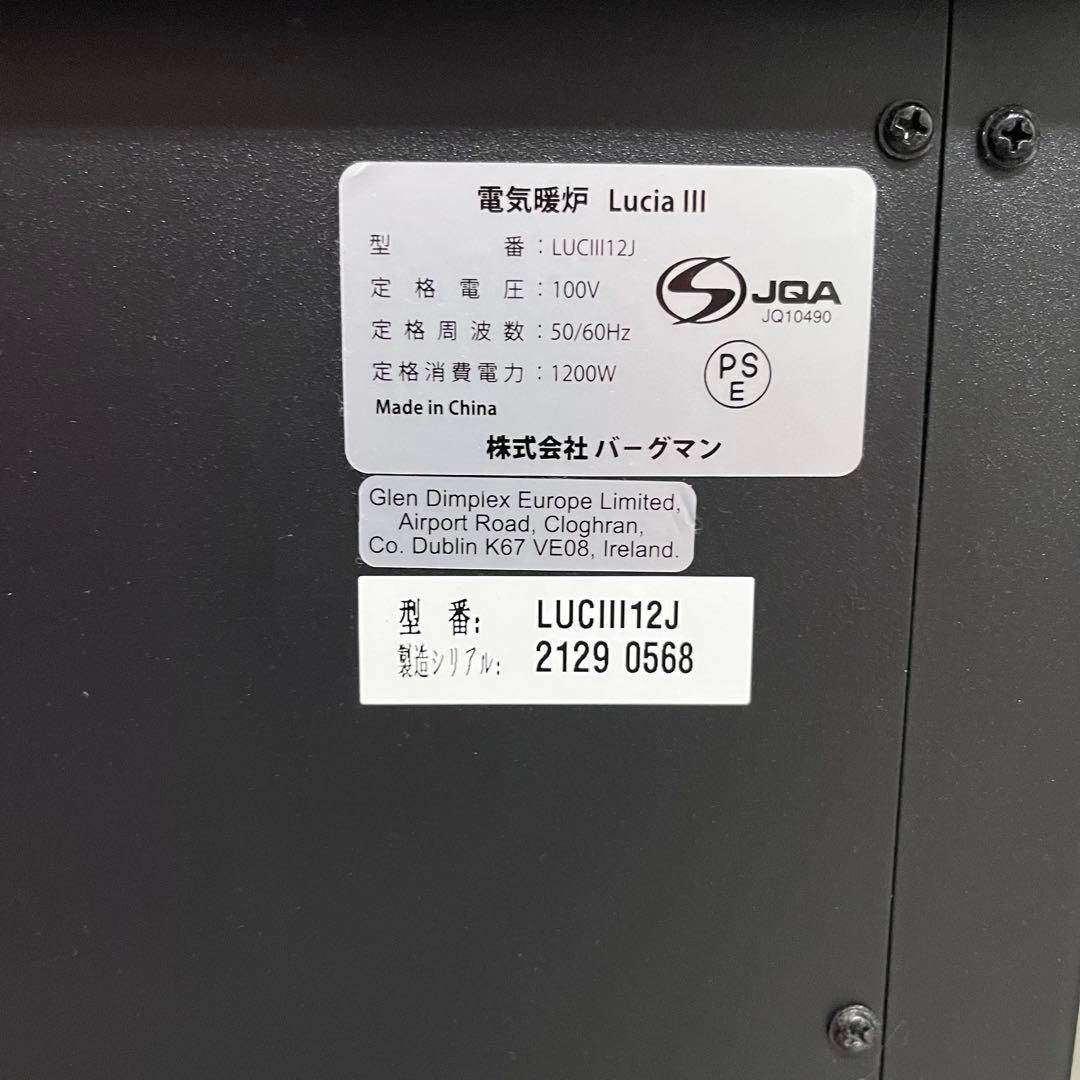 電気暖炉 Lucia III
型番：LUCIII12J
定格電圧：100V
定格周波数：50/60Hz
定格消費電力：1200W
Made in China
JQA
JQ10490
PS
E
株式会社 バーグマン
Glen Dimplex Europe Limited,
Airport Road, Cloghran,
Co. Dublin K67 VE08, Ireland.
型番: LUCIII12J
製造シリアル: 2129 0568